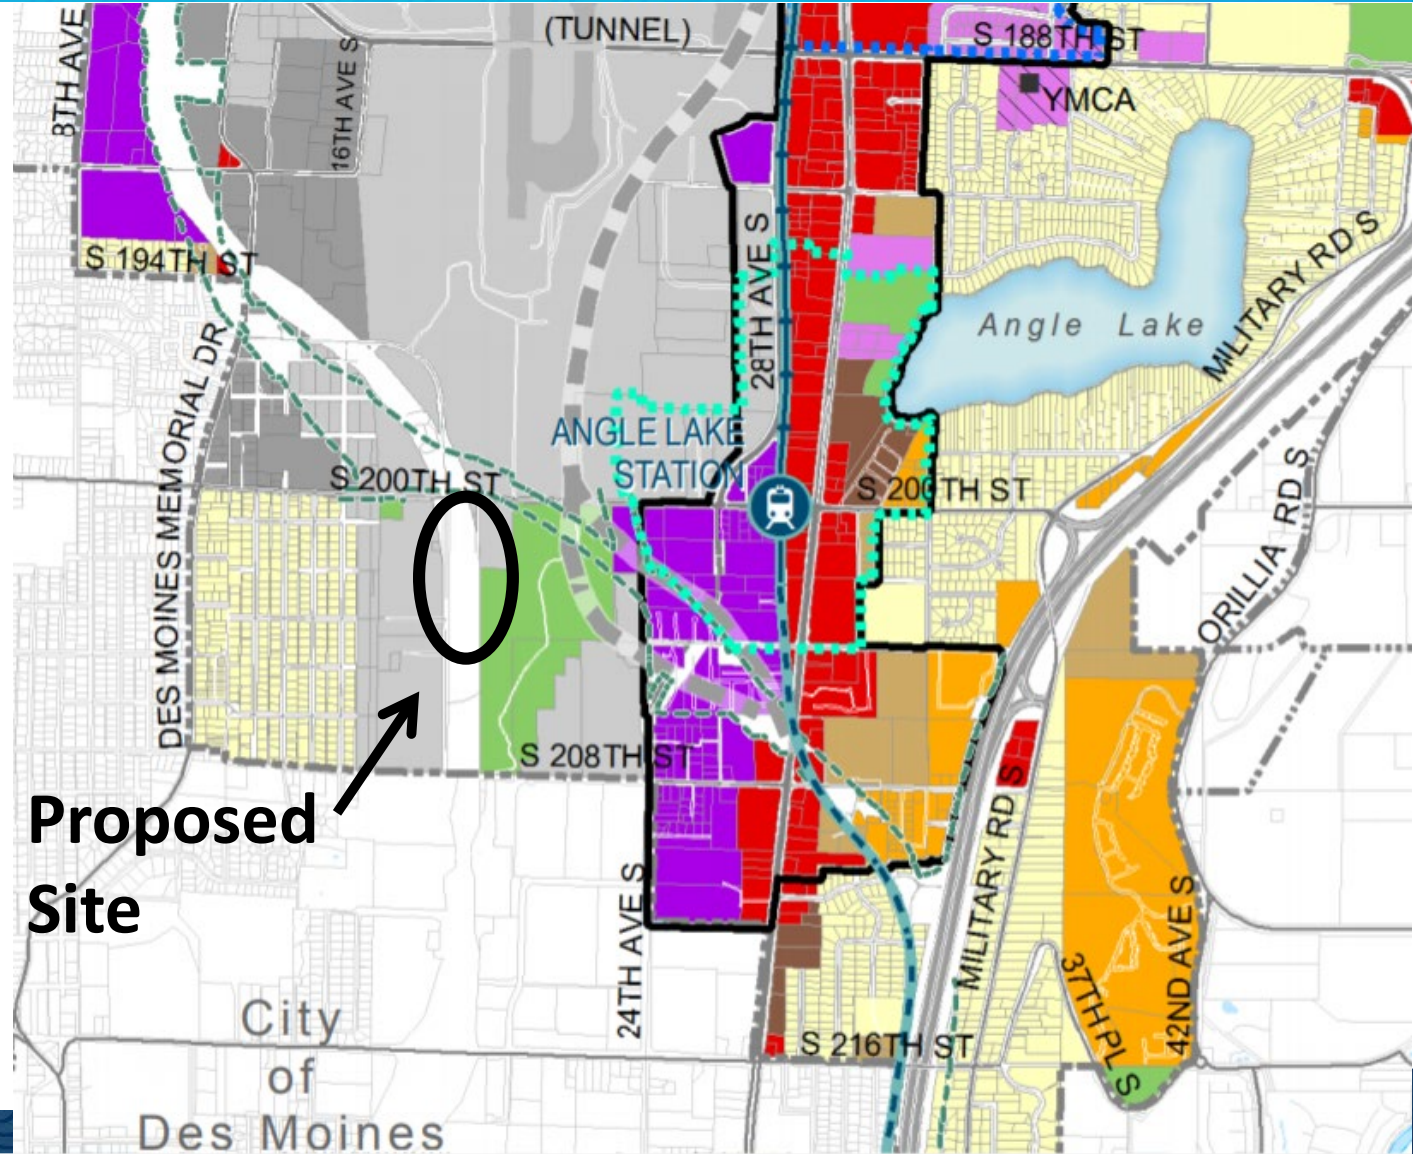 (TUNNEL)
S 188TH ST
8TH AVE
16TH AVE S
YMCA
S 194TH ST
28TH AVE S
MILITARY RD S
Angle Lake
DES MOINES MEMORIAL DR
ANGLE LAKE
STATION
S 200TH ST
S 200TH ST
ORILLIA RD S
S 208TH ST
Proposed
Site
24TH AVE S
MILITARY RD S
37TH PL S
42ND AVE S
S 216TH ST
City
of
Des Moines